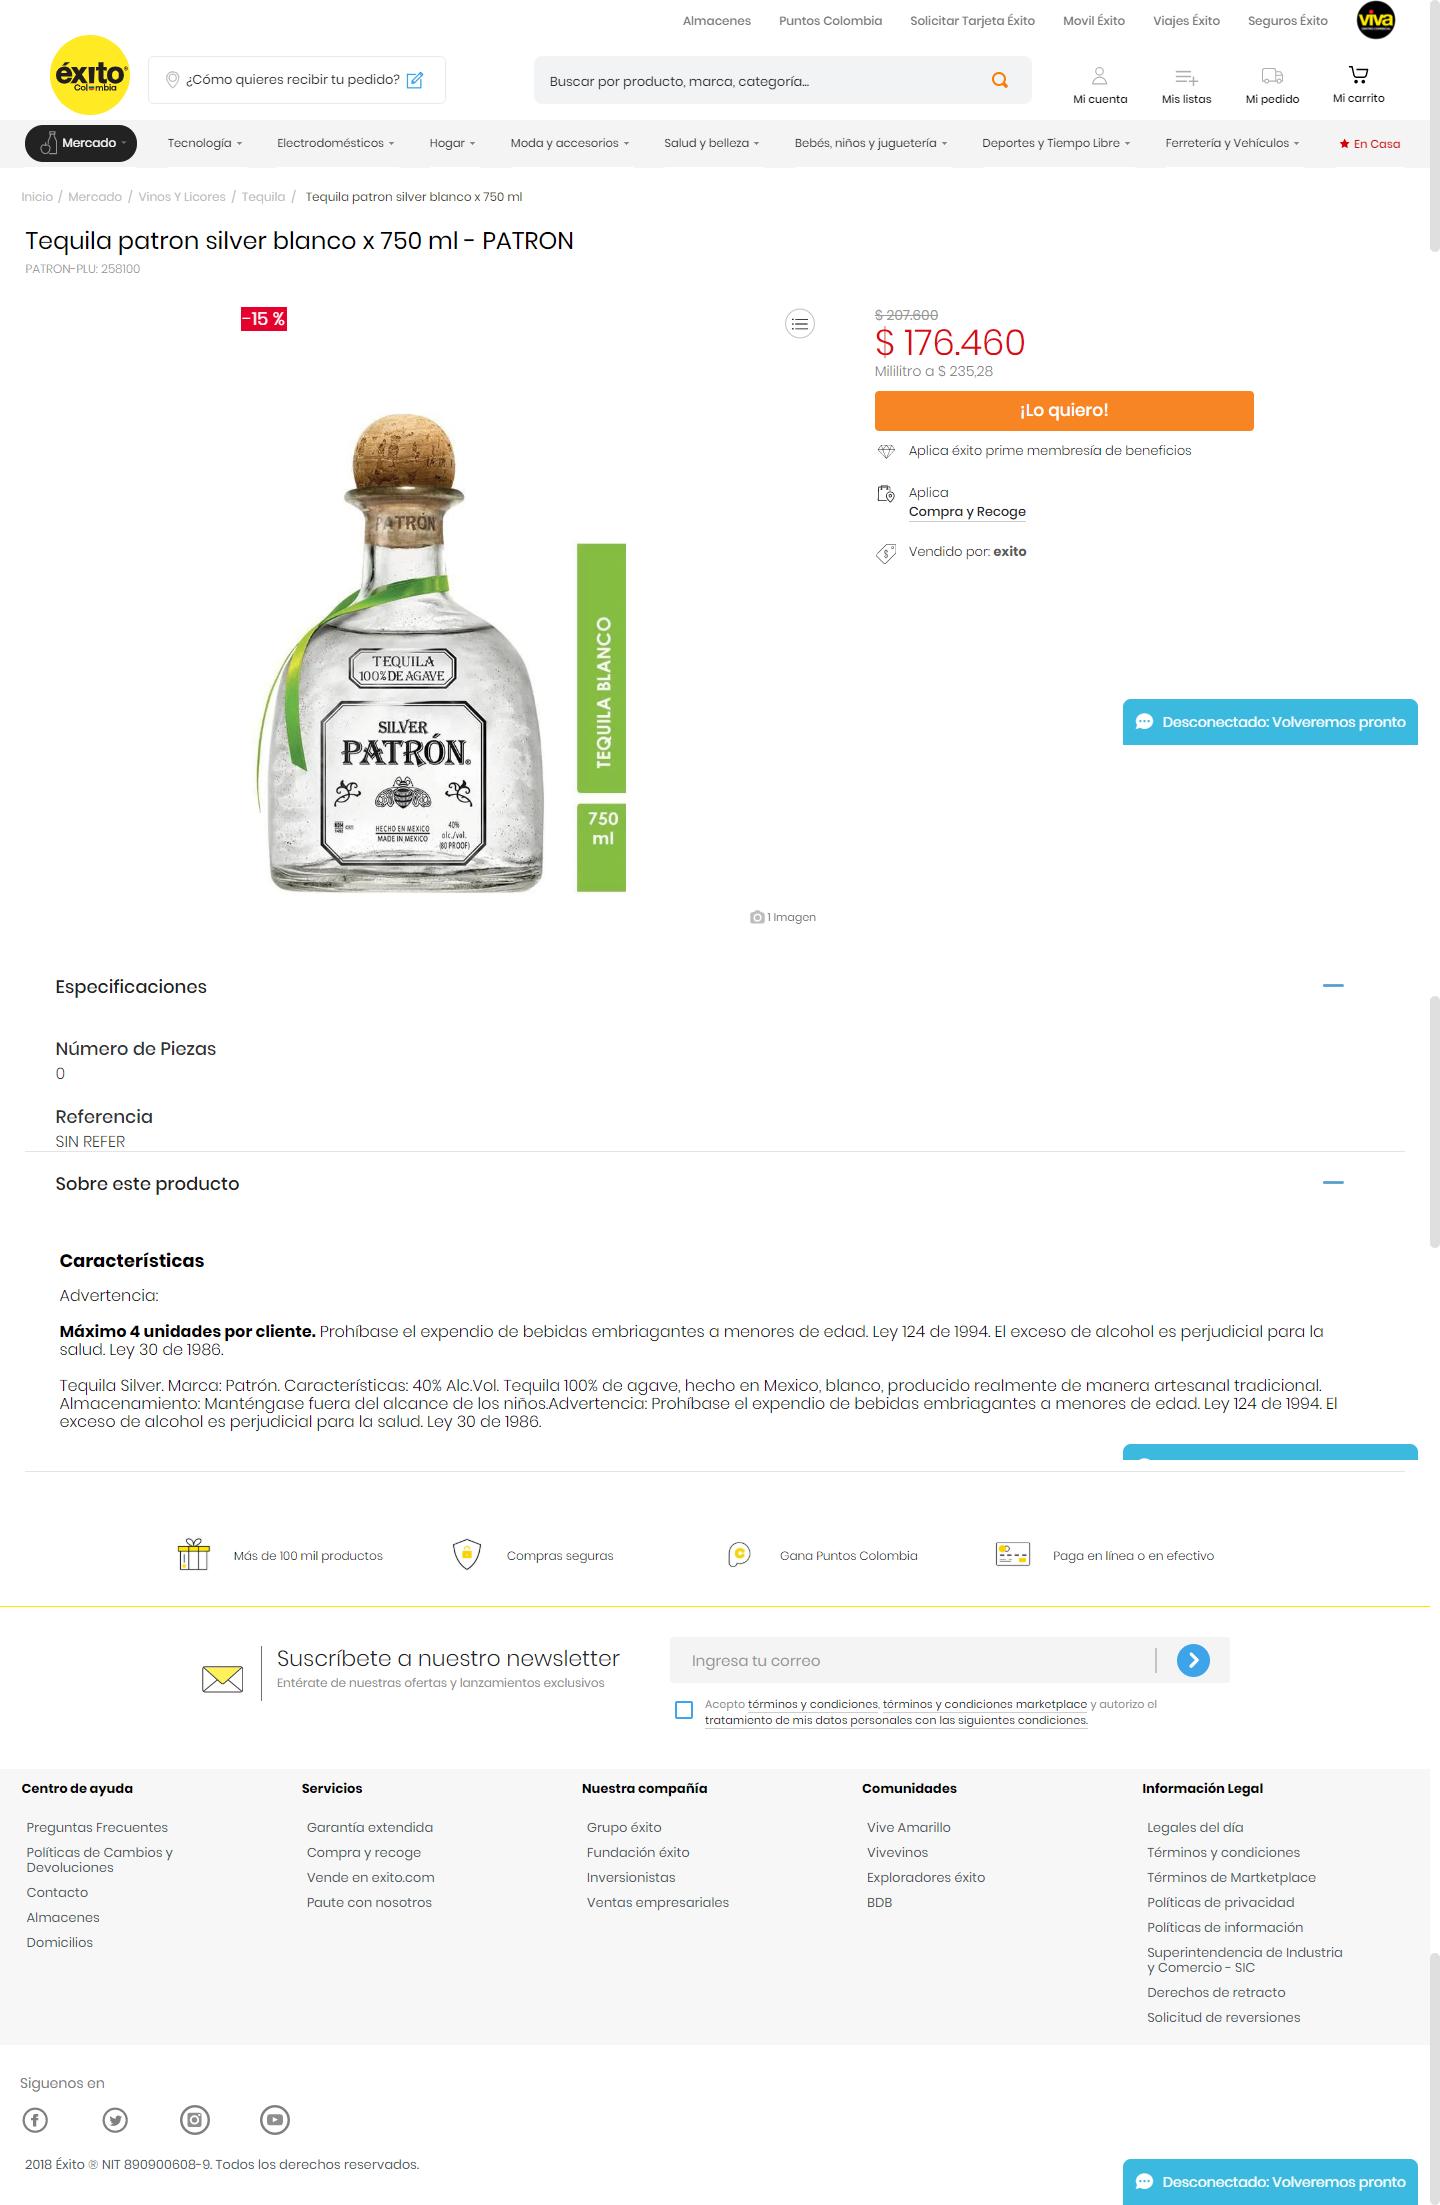 Almacenes Puntos Colombia Solicitar Tarjeta Éxito Movil Éxito Viajes Éxito Seguros Éxito viva
éxito
Colombia
¿Cómo quieres recibir tu pedido?
Buscar por producto, marca, categoría...
Mi cuenta Mis listas Mi pedido Mi carrito
Mercado Tecnología Electrodomésticos Hogar Moda y accesorios Salud y belleza Bebés, niños y juguetería Deportes y Tiempo Libre Ferretería y Vehículos En Casa
Inicio / Mercado / Vinos Y Licores / Tequila / Tequila patron silver blanco x 750 ml
Tequila patron silver blanco x 750 ml - PATRON
PATRON-PLU: 258100
-15 %
PATRÓN
TEQUILA
100% DE AGAVE
SILVER
PATRÓN
HECHO EN MEXICO
MADE IN MEXICO
40%
alc./vol.
(80 PROOF)
TEQUILA BLANCO
750
ml
1 Imagen
$ 207.600
$ 176.460
Mililitro a $ 235,28
¡Lo quiero!
Aplica éxito prime membresía de beneficios
Aplica
Compra y Recoge
Vendido por: exito
Desconectado: Volveremos pronto
Especificaciones
Número de Piezas
0
Referencia
SIN REFER
Sobre este producto
Características
Advertencia:
Máximo 4 unidades por cliente. Prohíbase el expendio de bebidas embriagantes a menores de edad. Ley 124 de 1994. El exceso de alcohol es perjudicial para la
salud. Ley 30 de 1986.
Tequila Silver. Marca: Patrón. Características: 40% Alc.Vol. Tequila 100% de agave, hecho en Mexico, blanco, producido realmente de manera artesanal tradicional.
Almacenamiento: Manténgase fuera del alcance de los niños.Advertencia: Prohíbase el expendio de bebidas embriagantes a menores de edad. Ley 124 de 1994. El
exceso de alcohol es perjudicial para la salud. Ley 30 de 1986.
Más de 100 mil productos Compras seguras Gana Puntos Colombia Paga en línea o en efectivo
Suscríbete a nuestro newsletter
Entérate de nuestras ofertas y lanzamientos exclusivos
Ingresa tu correo
Acepto términos y condiciones, términos y condiciones marketplace y autorizo el
tratamiento de mis datos personales con las siguientes condiciones.
Centro de ayuda
Preguntas Frecuentes
Políticas de Cambios y
Devoluciones
Contacto
Almacenes
Domicilios
Servicios
Garantía extendida
Compra y recoge
Vende en exito.com
Paute con nosotros
Nuestra compañía
Grupo éxito
Fundación éxito
Inversionistas
Ventas empresariales
Comunidades
Vive Amarillo
Vivevinos
Exploradores éxito
BDB
Información Legal
Legales del día
Términos y condiciones
Términos de Martketplace
Políticas de privacidad
Políticas de información
Superintendencia de Industria
y Comercio - SIC
Derechos de retracto
Solicitud de reversiones
Siguenos en
2018 Éxito ® NIT 890900608-9. Todos los derechos reservados.
Desconectado: Volveremos pronto